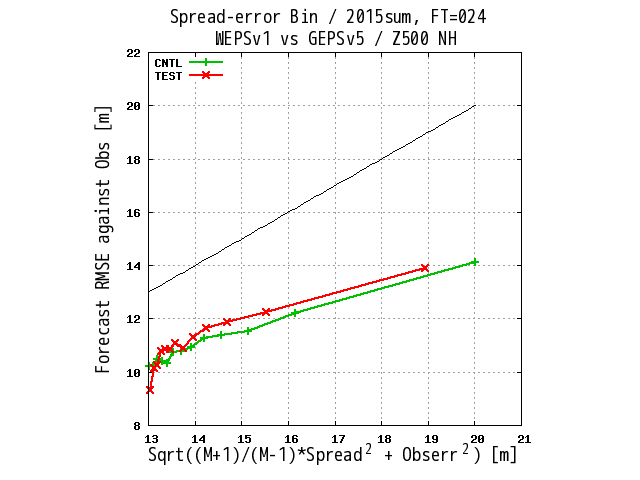 Spread-error Bin / 2015sum, FT=024
WEPSv1 vs GEPSv5 / Z500 NH
CNTL
TEST
Forecast RMSE against Obs [m]
22
20
18
16
14
12
10
8
13 14 15 16 17 18 19 20 21
Sqrt((M+1)/(M-1)*Spread² + Obserr²) [m]